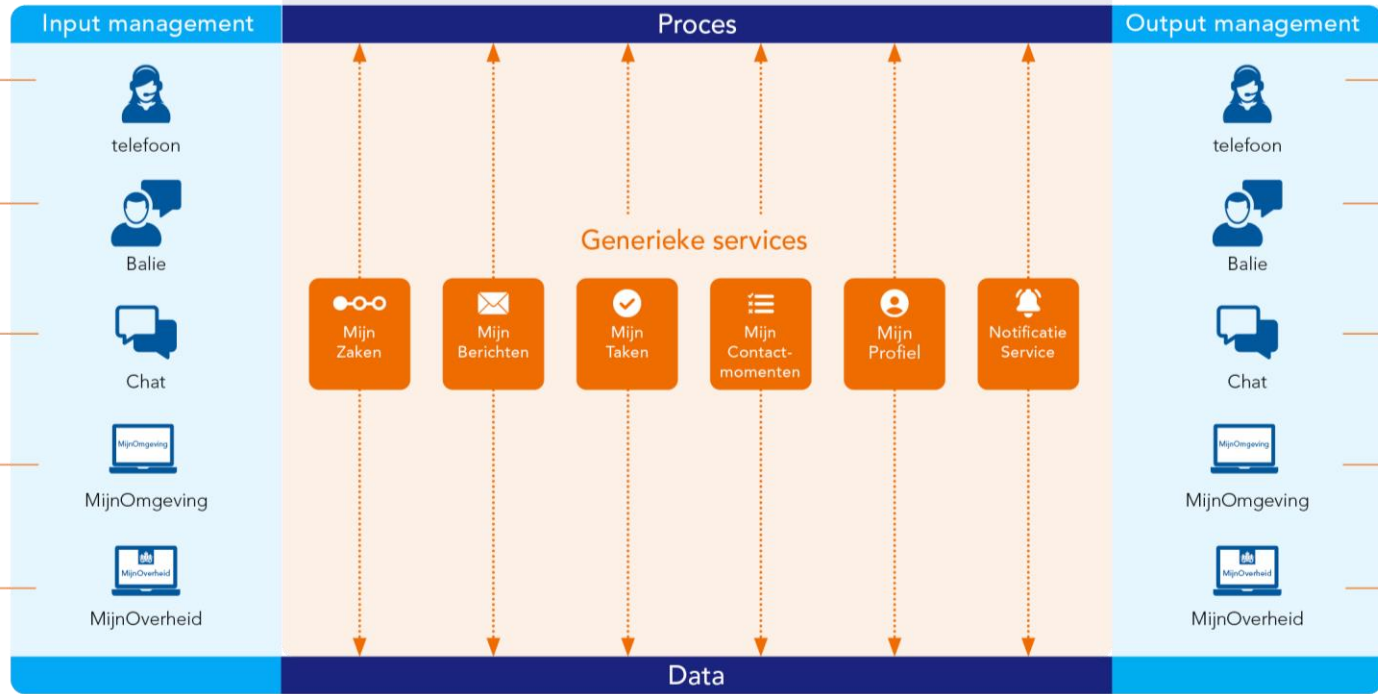 Input management
Proces
Output management
telefoon
Balie
Chat
MijnOmgeving
MijnOmgeving
MijnOverheid
MijnOverheid
Generieke services
Mijn
Zaken
Mijn
Berichten
Mijn
Taken
Mijn
Contact-
momenten
Mijn
Profiel
Notificatie
Service
telefoon
Balie
Chat
MijnOmgeving
MijnOmgeving
MijnOverheid
MijnOverheid
Data